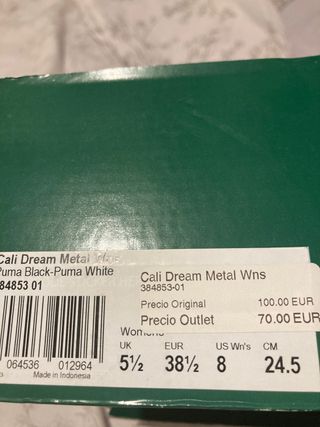 Cali Dream Metal Wns
Puma Black-Puma White
384853 01
064536 012964
Made in Indonesia
Cali Dream Metal Wns
384853-01
Precio Original 100.00 EUR
Precio Outlet 70.00 EUR
UK EUR US Wn's CM
5½ 38½ 8 24.5